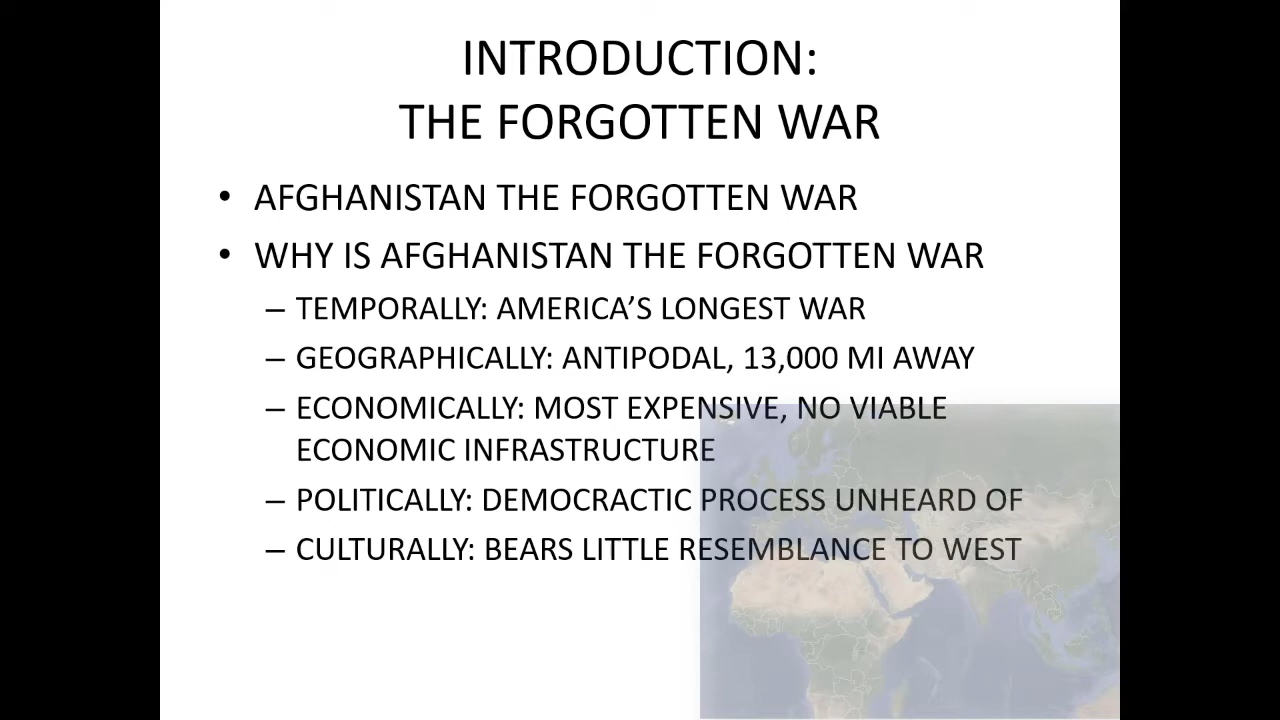 INTRODUCTION:
THE FORGOTTEN WAR
• AFGHANISTAN THE FORGOTTEN WAR
• WHY IS AFGHANISTAN THE FORGOTTEN WAR
– TEMPORALLY: AMERICA’S LONGEST WAR
– GEOGRAPHICALLY: ANTIPODAL, 13,000 MI AWAY
– ECONOMICALLY: MOST EXPENSIVE, NO VIABLE
ECONOMIC INFRASTRUCTURE
– POLITICALLY: DEMOCRACTIC PROCESS UNHEARD OF
– CULTURALLY: BEARS LITTLE RESEMBLANCE TO WEST